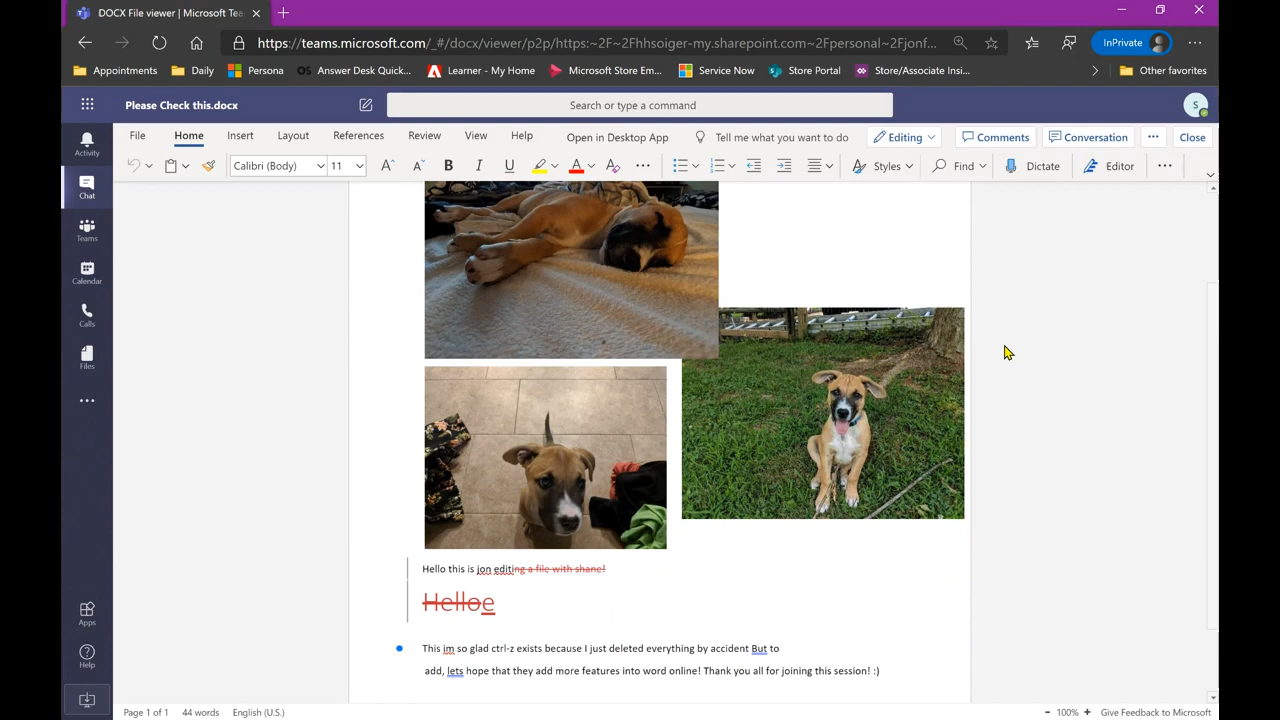 DOCX File viewer | Microsoft Tea
https://teams.microsoft.com/_#/docx/viewer/p2p/https:~2F~2Fhhsoiger-my.sharepoint.com~2Fpersonal~2Fjonf...
InPrivate
Appointments Daily Persona Answer Desk Quick... Learner - My Home Microsoft Store Em... Service Now Store Portal Store/Associate Insi... Other favorites
Please Check this.docx
Search or type a command
S
Activity
Chat
Teams
Calendar
Calls
Files
Apps
Help
File Home Insert Layout References Review View Help Open in Desktop App Tell me what you want to do Editing Comments Conversation Close
Calibri (Body) 11 A A B I U A A Styles Find Dictate Editor
Hello this is jon editing a file with shane!
Helloe
This im so glad ctrl-z exists because I just deleted everything by accident But to
add, lets hope that they add more features into word online! Thank you all for joining this session! :)
Page 1 of 1 44 words English (U.S.) - 100% + Give Feedback to Microsoft